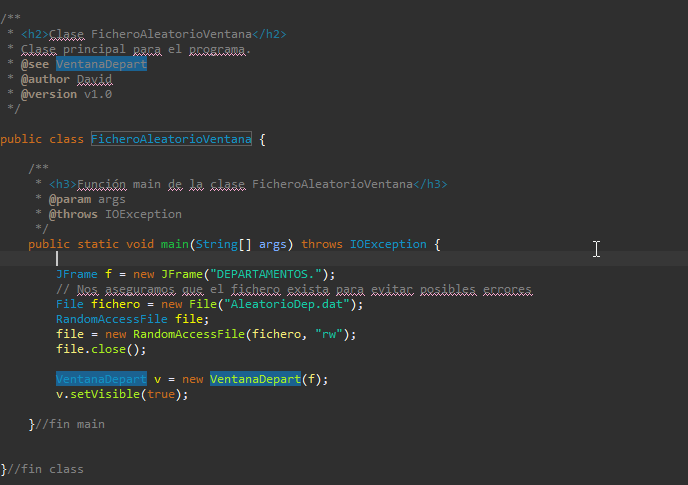 /**
 * <h2>Clase FicheroAleatorioVentana</h2>
 * Clase principal para el programa.
 * @see VentanaDepart
 * @author David
 * @version v1.0
 */
public class FicheroAleatorioVentana {
    /**
     * <h3>Función main de la clase FicheroAleatorioVentana</h3>
     * @param args
     * @throws IOException
     */
    public static void main(String[] args) throws IOException {
        JFrame f = new JFrame("DEPARTAMENTOS.");
        // Nos aseguramos que el fichero exista para evitar posibles errores
        File fichero = new File("AleatorioDep.dat");
        RandomAccessFile file;
        file = new RandomAccessFile(fichero, "rw");
        file.close();
        VentanaDepart v = new VentanaDepart(f);
        v.setVisible(true);
    }//fin main
}//fin class